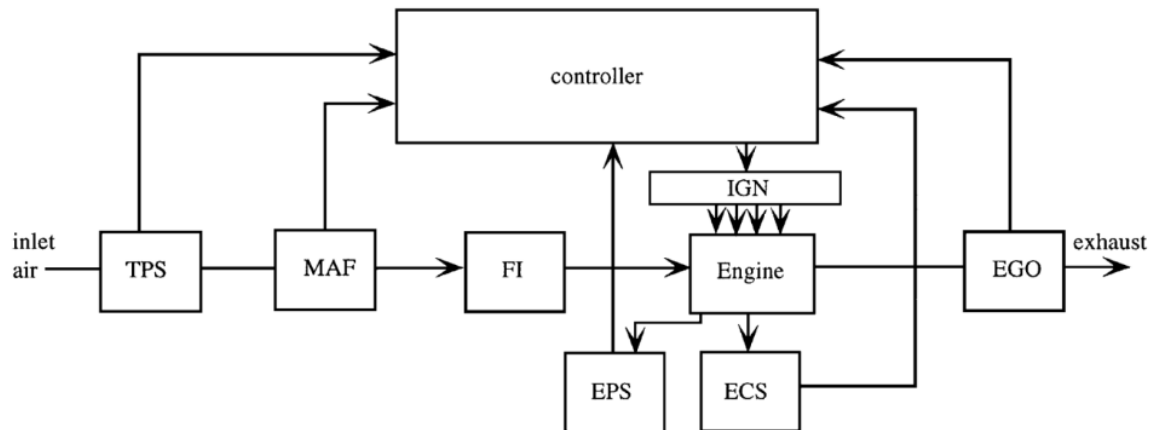 controller
IGN
inlet
air
TPS
MAF
FI
Engine
EGO
exhaust
EPS
ECS